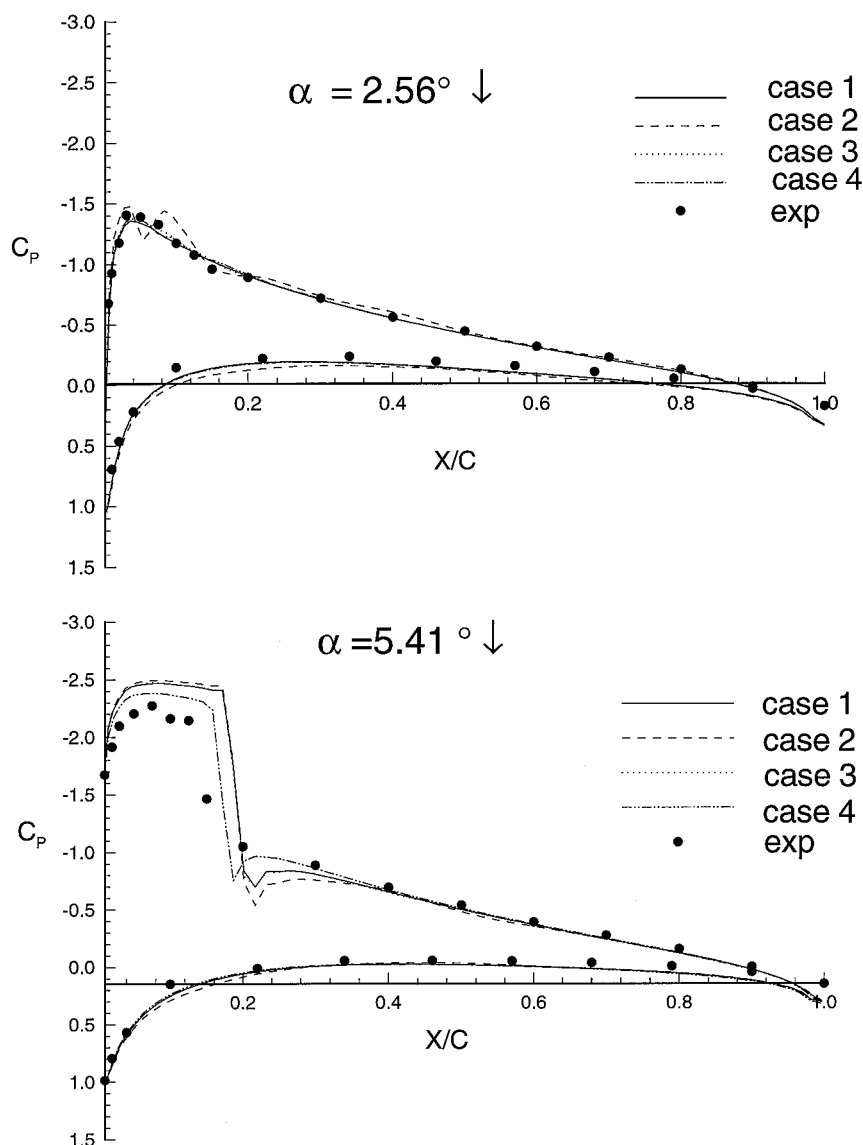 -3.0
-2.5
α = 2.56° ↓
case 1
case 2
case 3
case 4
exp
-2.0
-1.5
C_P
-1.0
-0.5
0.0
0.2
0.4
0.6
0.8
1.0
0.5
X/C
1.0
1.5
-3.0
α =5.41 ° ↓
-2.5
case 1
case 2
case 3
case 4
exp
-2.0
-1.5
C_P
-1.0
-0.5
0.0
0.2
0.4
0.6
0.8
1.0
0.5
X/C
1.0
1.5